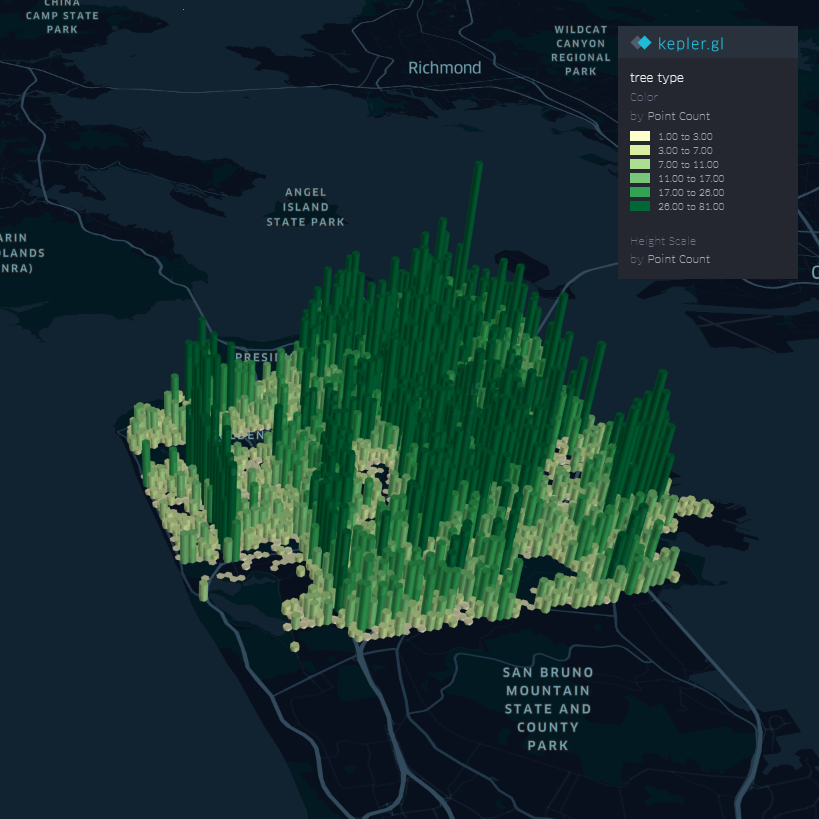 CHINA
CAMP STATE
PARK
Richmond
WILDCAT
CANYON
REGIONAL
PARK
kepler.gl
tree type
Color
by Point Count
1.00 to 3.00
3.00 to 7.00
7.00 to 11.00
11.00 to 17.00
17.00 to 26.00
26.00 to 81.00
Height Scale
by Point Count
ANGEL
ISLAND
STATE PARK
ARIN
LANDS
NRA)
PRESI
DEN
SAN BRUNO
MOUNTAIN
STATE AND
COUNTY
PARK